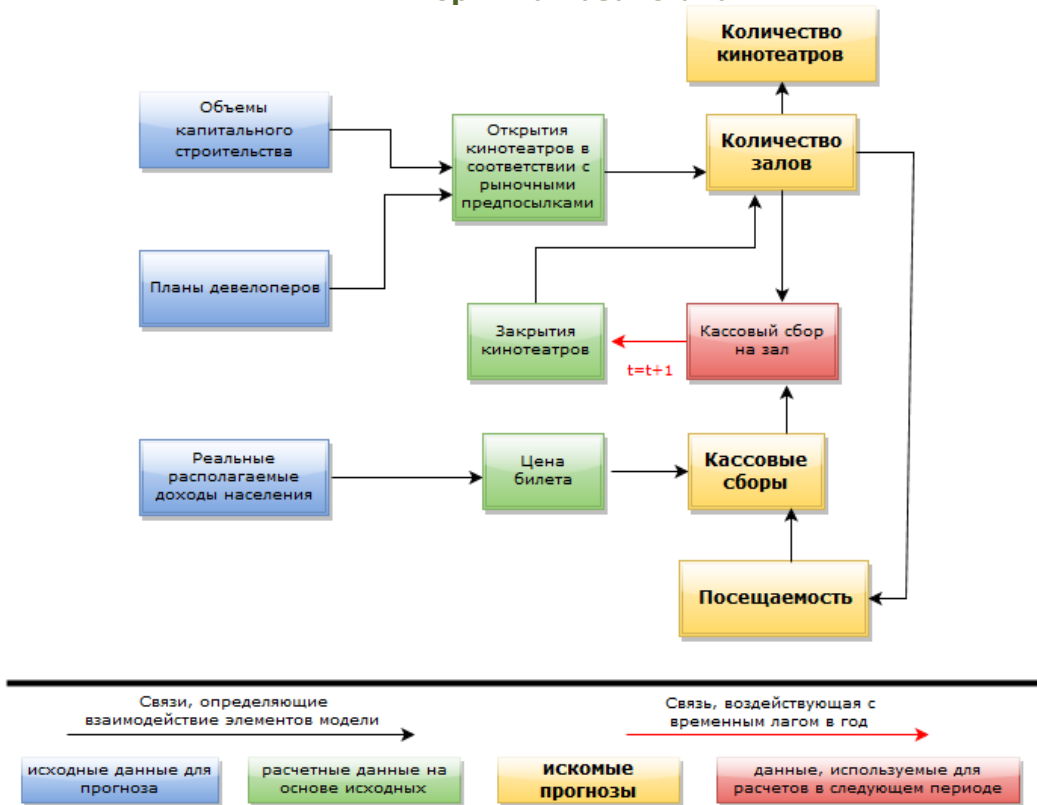 Количество
кинотеатров
Объемы
капитального
строительства
Открытия
кинотеатров в
соответствии с
рыночными
предпосылками
Количество
залов
Планы девелоперов
Закрытия
кинотеатров
t=t+1
Кассовый сбор
на зал
Реальные
располагаемые
доходы населения
Цена
билета
Кассовые
сборы
Посещаемость
Связи, определяющие
взаимодействие элементов модели
Связь, воздействующая с
временным лагом в год
исходные данные для
прогноза
расчетные данные на
основе исходных
искомые
прогнозы
данные, используемые для
расчетов в следующем периоде